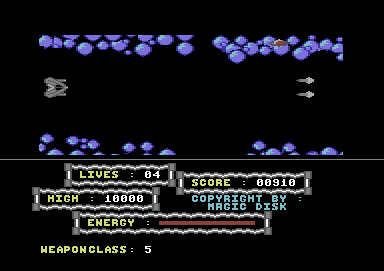 LIVES : 04
SCORE : 00910
HIGH : 10000
COPYRIGHT BY :
MAGIC DISK
ENERGY :
WEAPONCLASS: 5